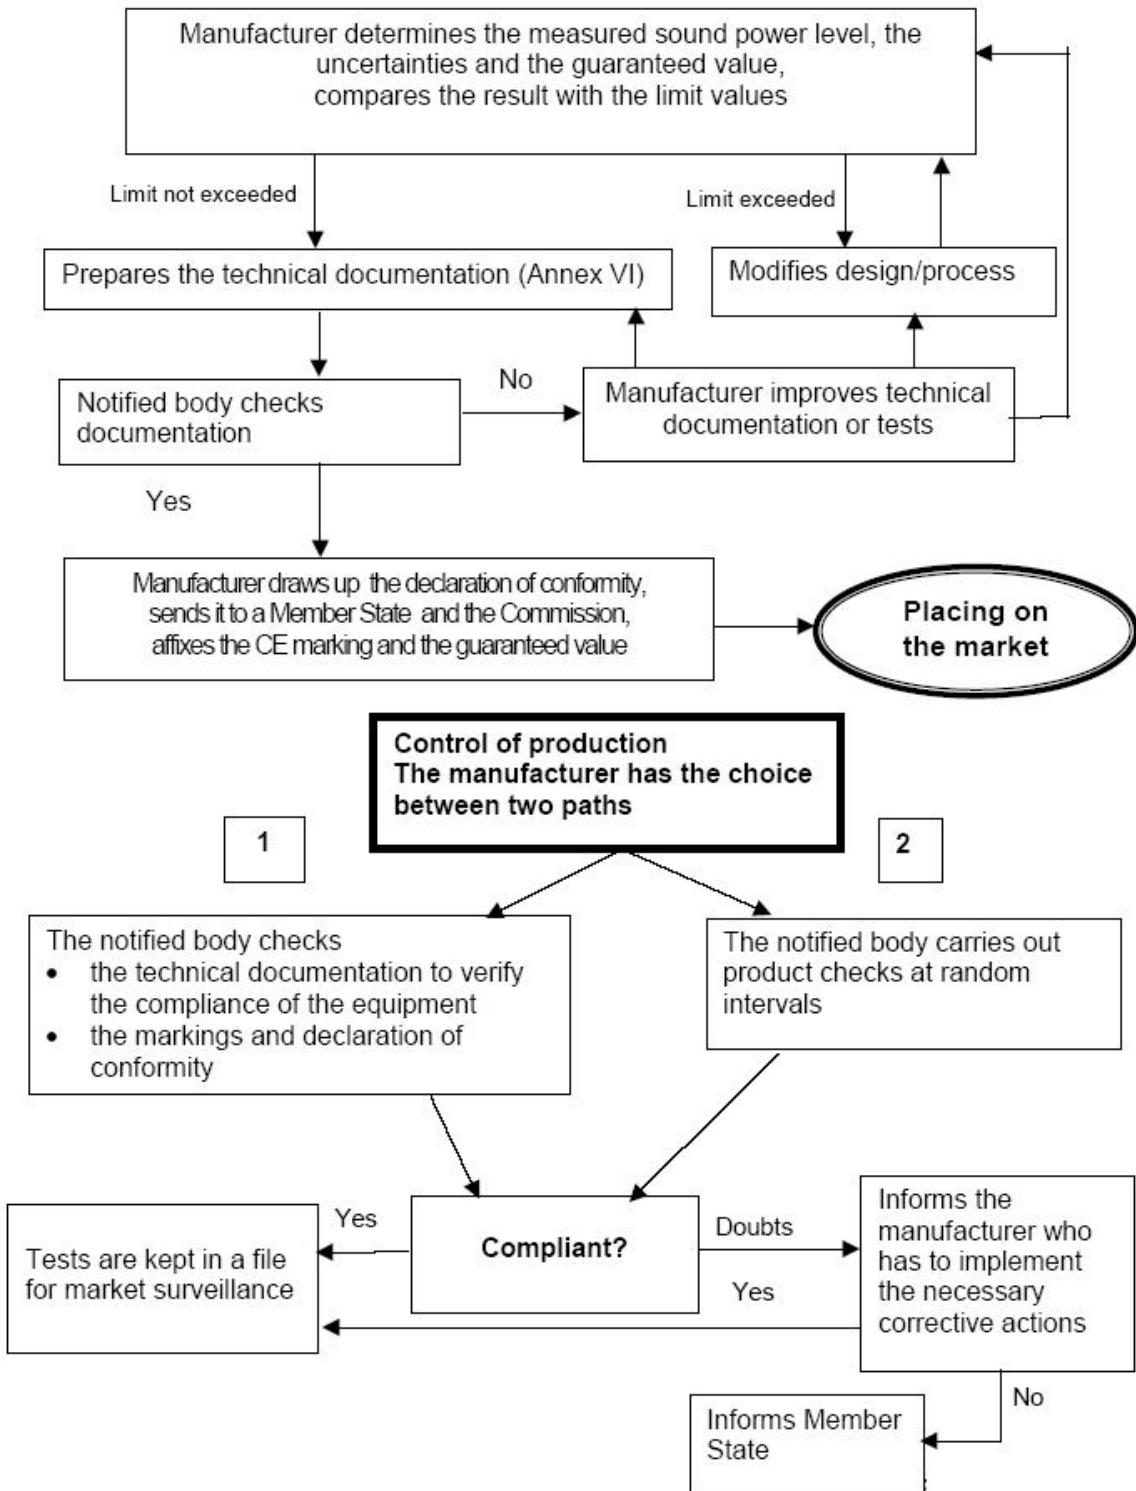 Manufacturer determines the measured sound power level, the
uncertainties and the guaranteed value,
compares the result with the limit values
Limit not exceeded
Limit exceeded
Prepares the technical documentation (Annex VI)
Modifies design/process
Notified body checks
documentation
No
Manufacturer improves technical
documentation or tests
Yes
Manufacturer draws up the declaration of conformity,
sends it to a Member State and the Commission,
affixes the CE marking and the guaranteed value
Placing on
the market
Control of production
The manufacturer has the choice
between two paths
1
2
The notified body checks
• the technical documentation to verify
the compliance of the equipment
• the markings and declaration of
conformity
The notified body carries out
product checks at random
intervals
Tests are kept in a file
for market surveillance
Yes
Compliant?
Doubts
Yes
Informs the
manufacturer who
has to implement
the necessary
corrective actions
No
Informs Member
State